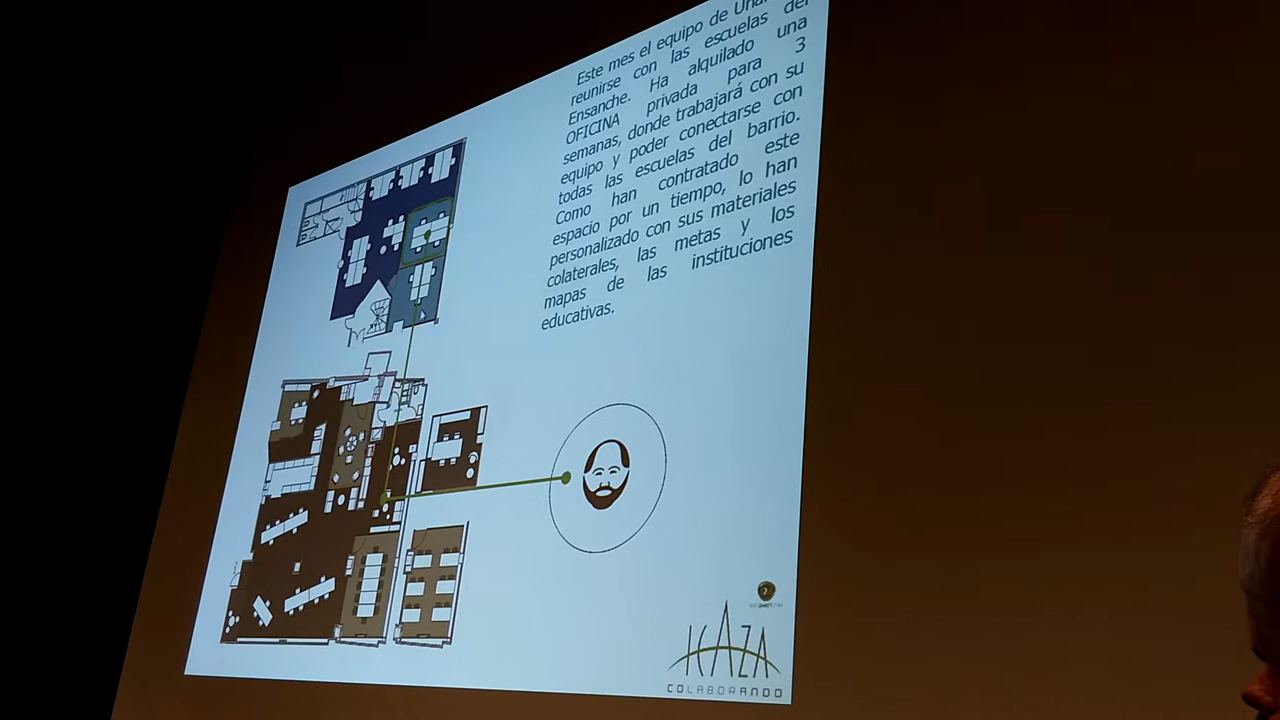 Este mes el equipo de
reunirse con las escuelas del
Ensanche. Ha alquilado una
OFICINA privada para 3
semanas, donde trabajará con su
equipo y poder conectarse con
todas las escuelas del barrio.
Como han contratado este
espacio por un tiempo, lo han
personalizado con sus materiales
colaterales, las metas y los
mapas de las instituciones
educativas.
ICAZA
COLABORANDO